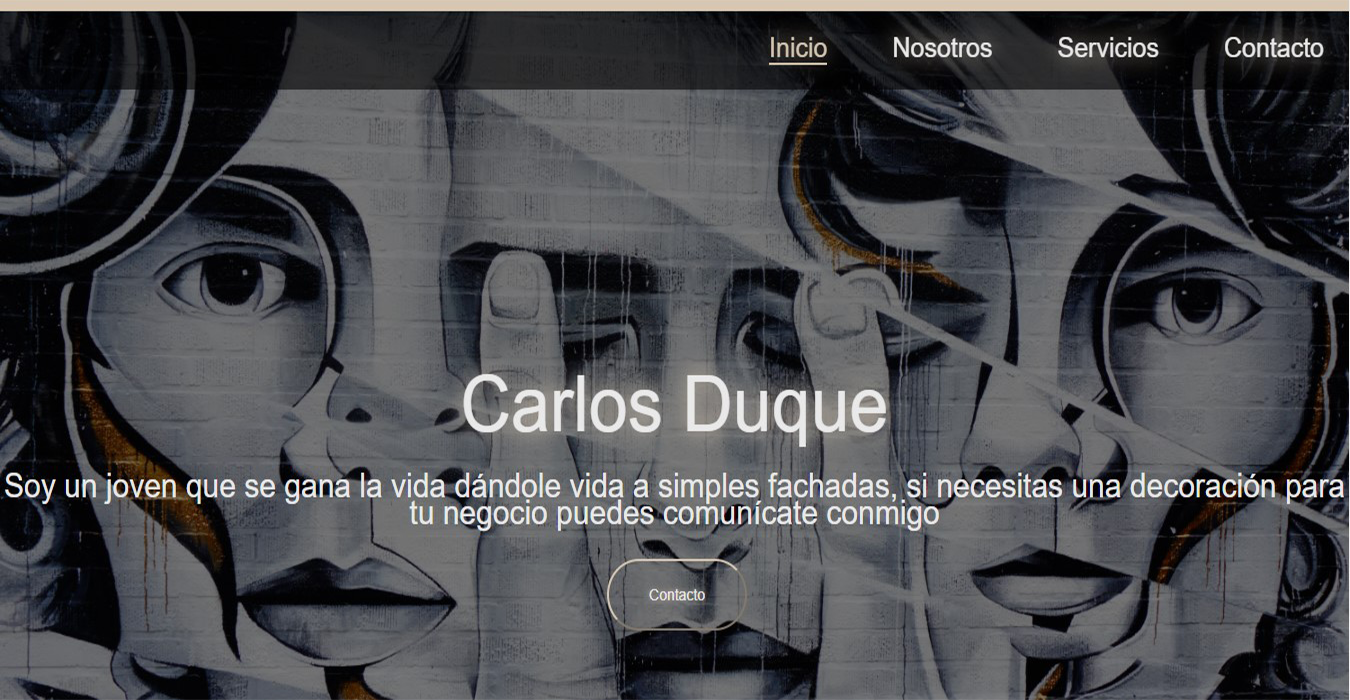 Inicio Nosotros Servicios Contacto
Carlos Duque
Soy un joven que se gana la vida dándole vida a simples fachadas, si necesitas una decoración para
tu negocio puedes comunícate conmigo
Contacto